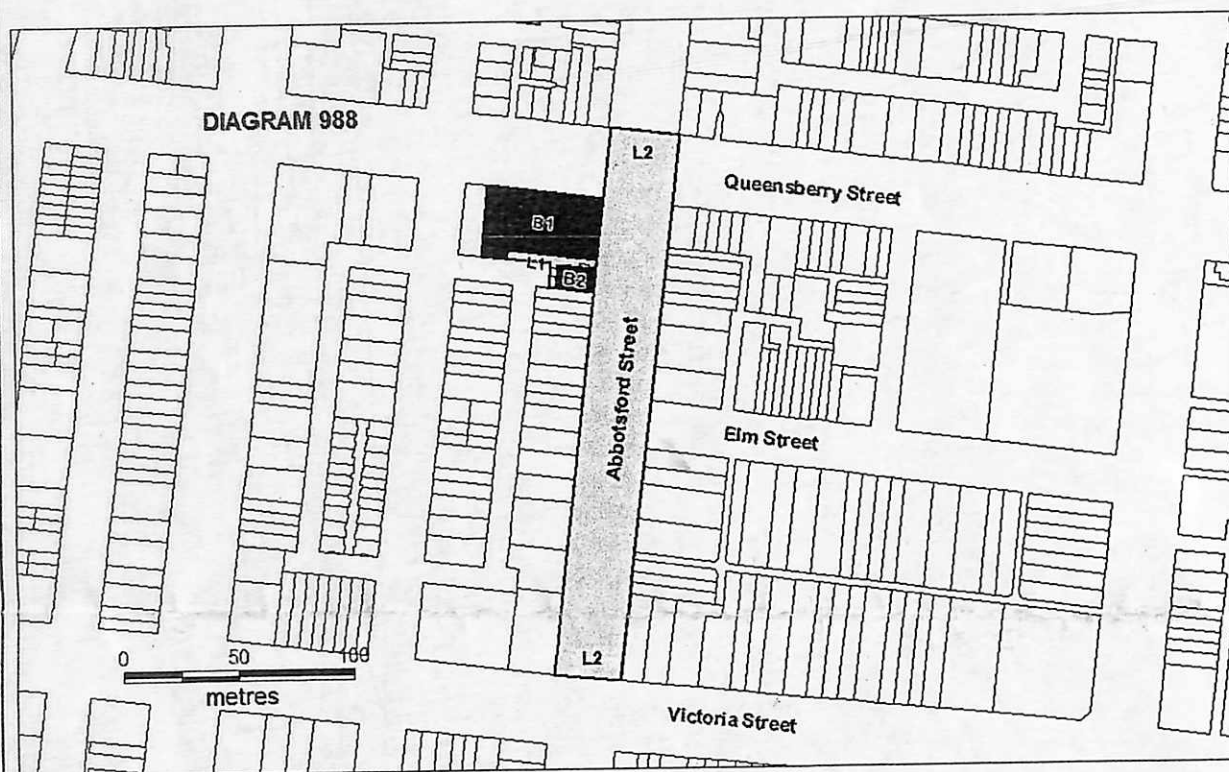 DIAGRAM 988
L2
Queensberry Street
B1
L1
B2
Abbotsford Street
Elm Street
L2
0 50 100
metres
Victoria Street